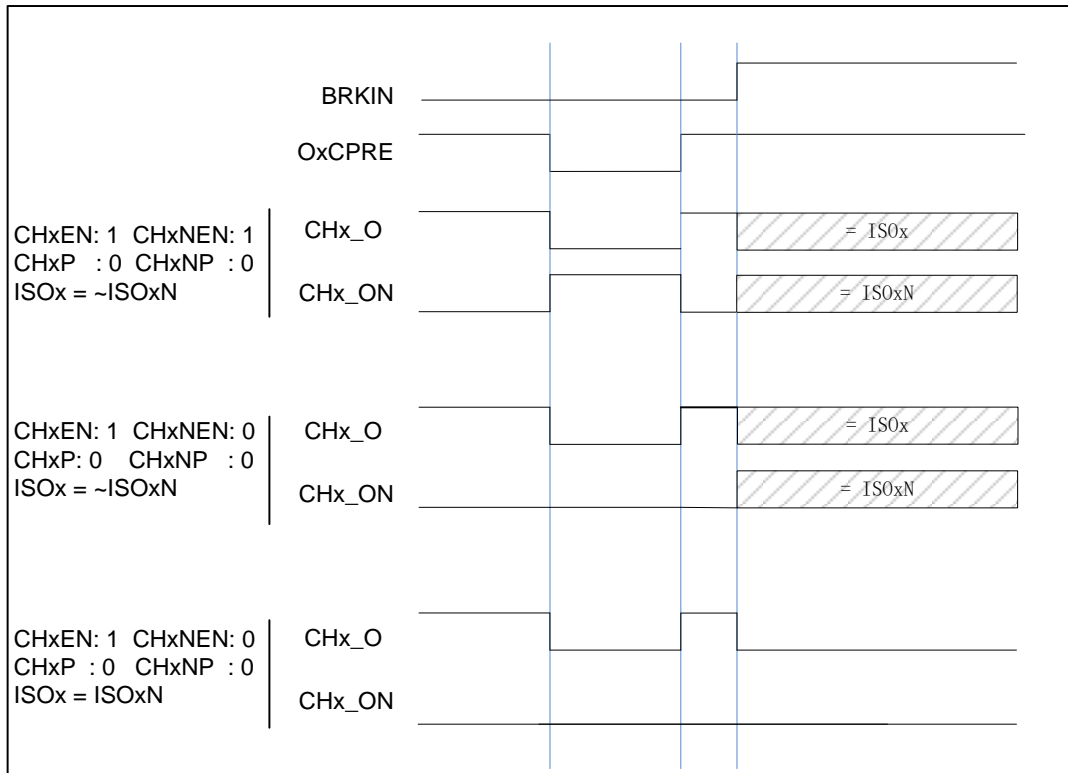 BRKIN
OxCPRE
CHxEN: 1 CHxNEN: 1
CHxP : 0 CHxNP : 0
ISOx = ~ISOxN
CHx_O
= ISOx
CHx_ON
= ISOxN
CHxEN: 1 CHxNEN: 0
CHxP: 0 CHxNP : 0
ISOx = ~ISOxN
CHx_O
= ISOx
CHx_ON
= ISOxN
CHxEN: 1 CHxNEN: 0
CHxP : 0 CHxNP : 0
ISOx = ISOxN
CHx_O
CHx_ON